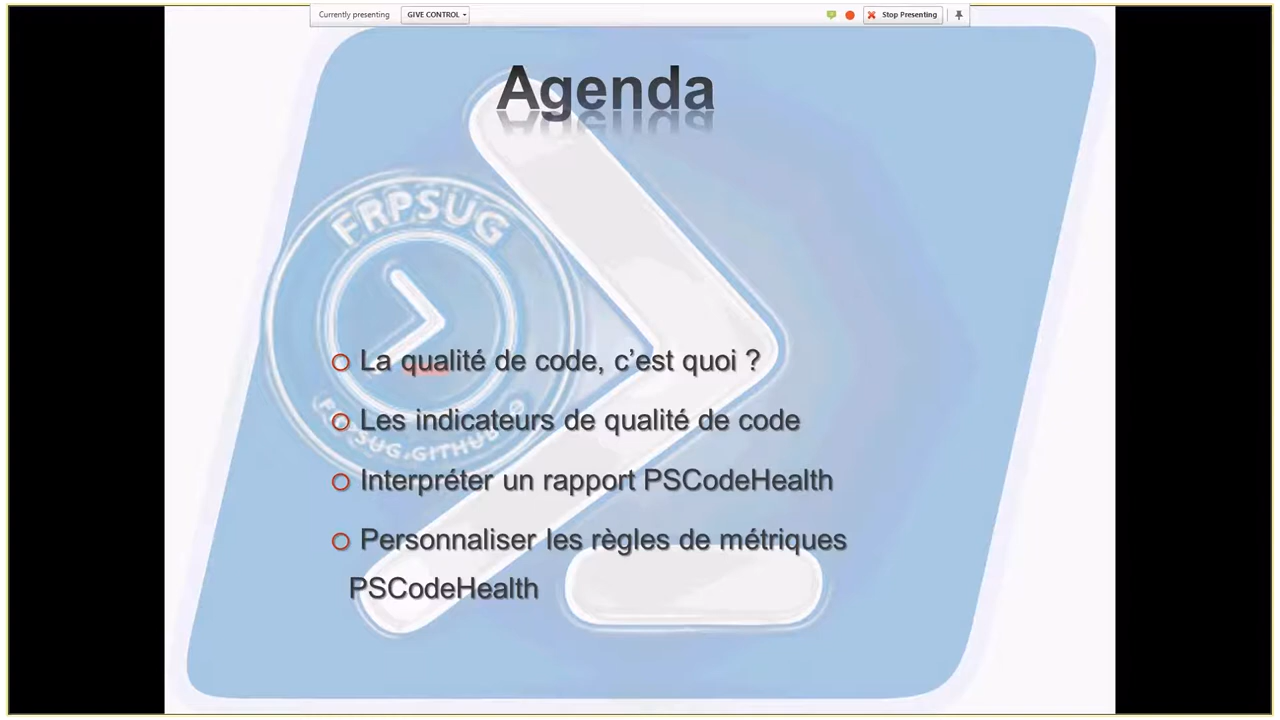 Currently presenting
GIVE CONTROL
Stop Presenting
Agenda
FRPSUG
La qualité de code, c’est quoi ?
Les indicateurs de qualité de code
Interpréter un rapport PSCodeHealth
Personnaliser les règles de métriques
PSCodeHealth